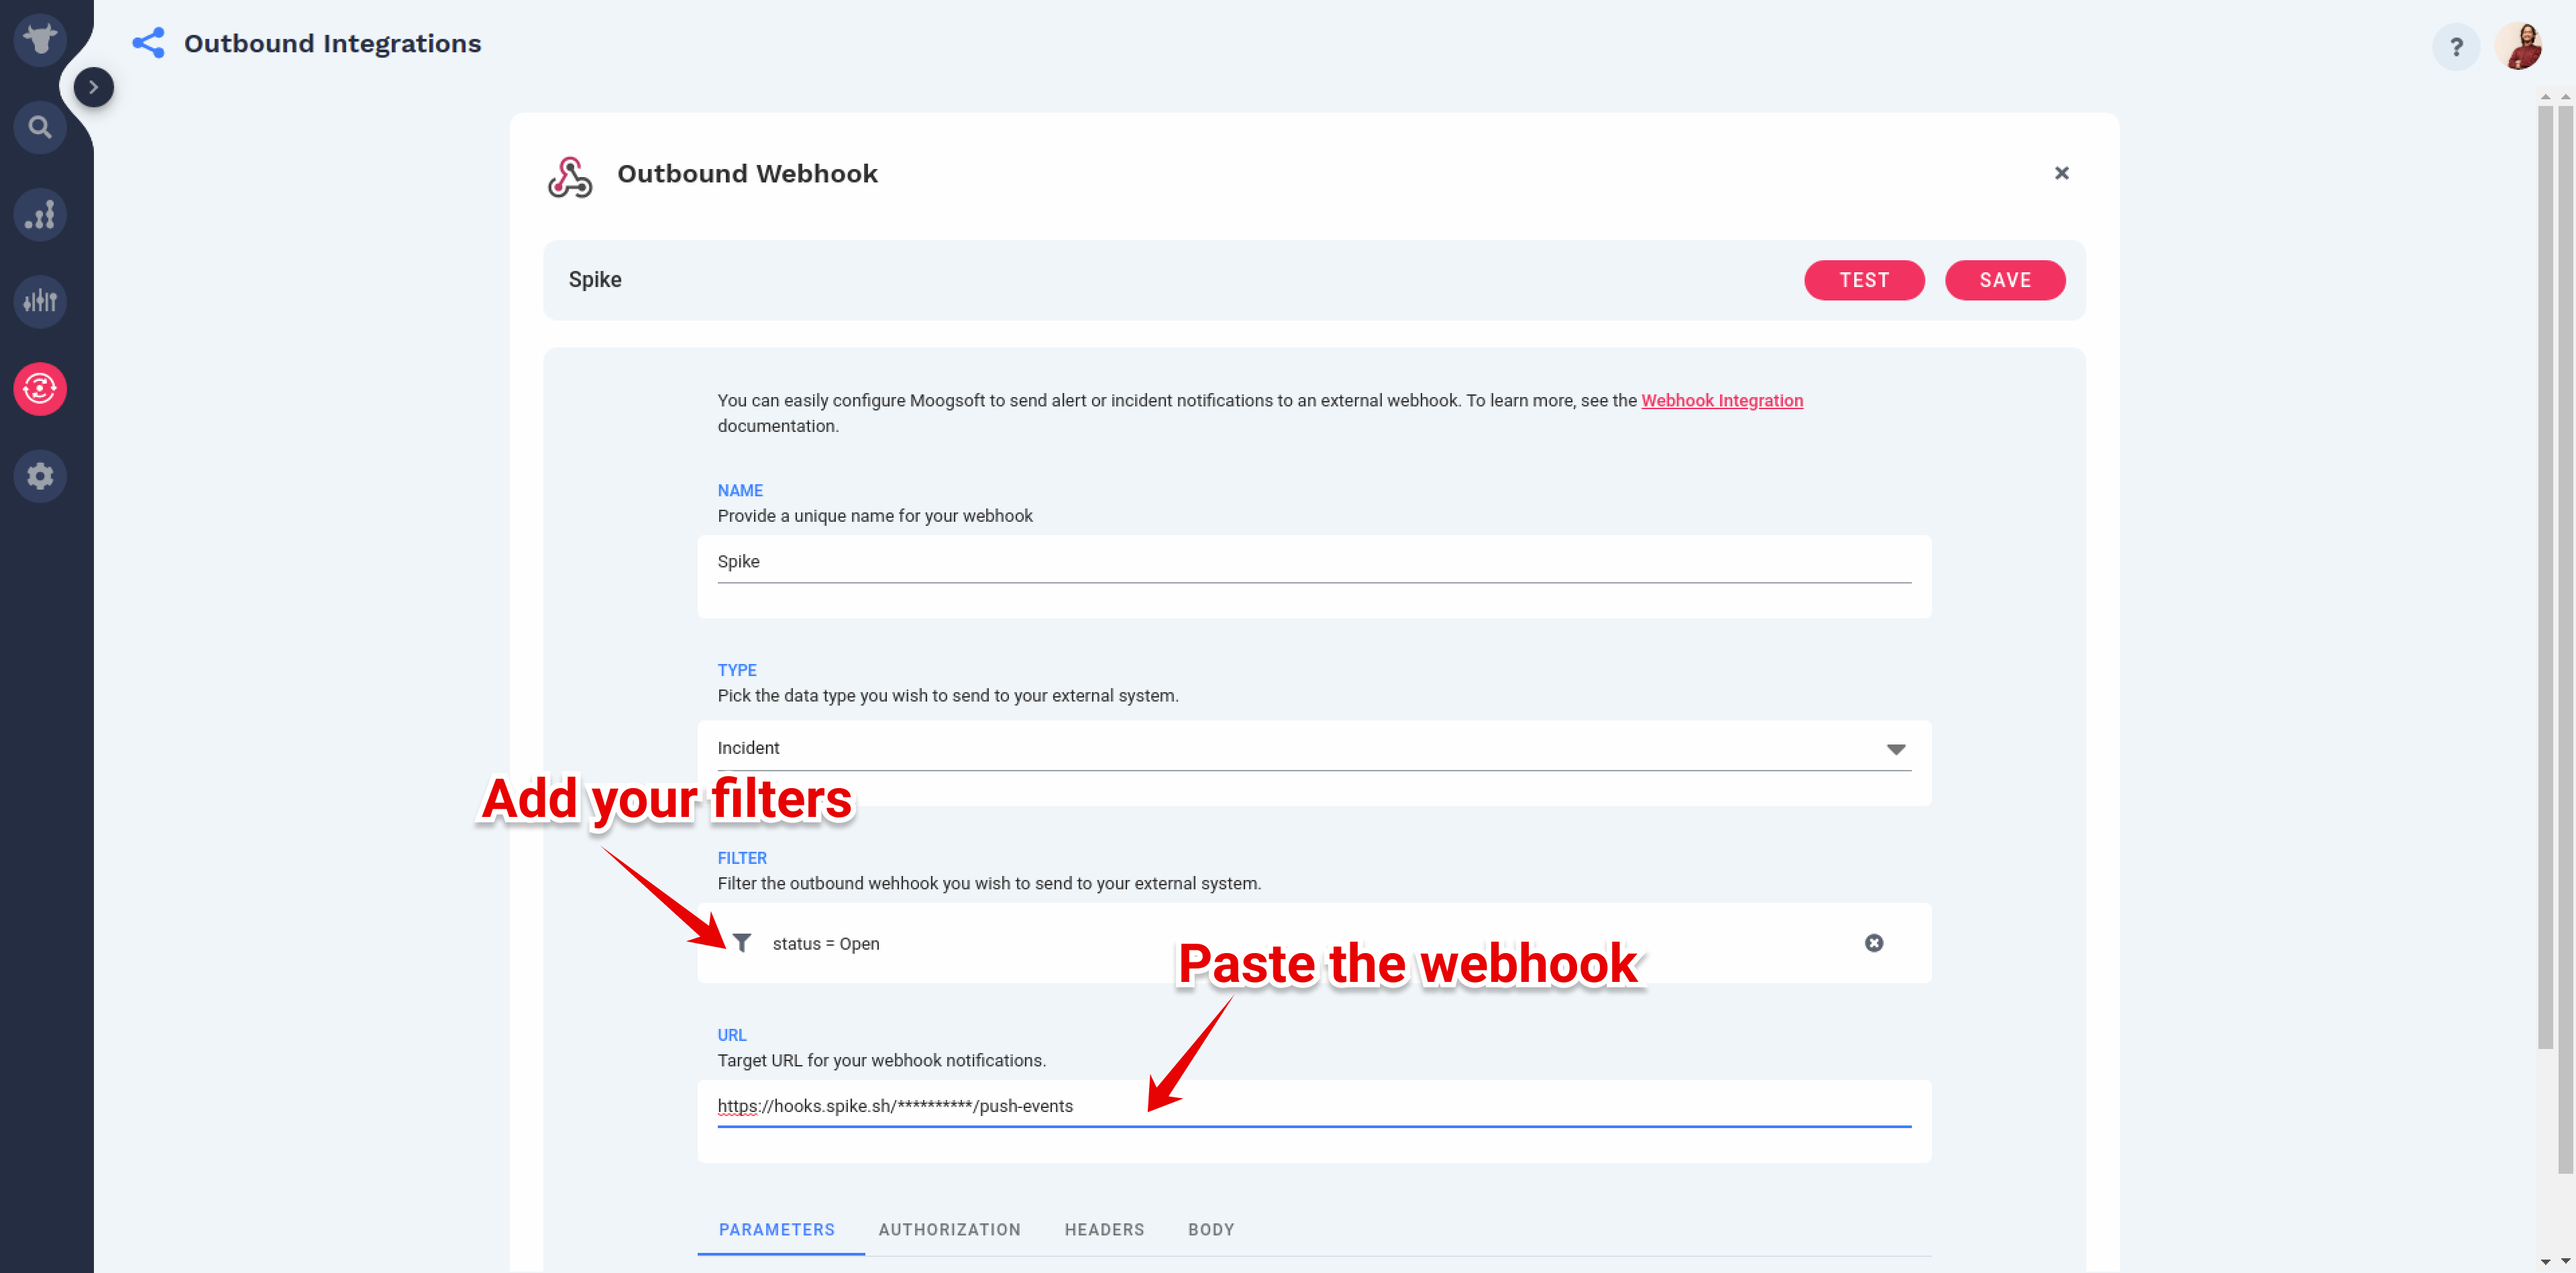 Outbound Integrations
?
Outbound Webhook
Spike
TEST
SAVE
You can easily configure Moogsoft to send alert or incident notifications to an external webhook. To learn more, see the Webhook Integration
documentation.
NAME
Provide a unique name for your webhook
Spike
TYPE
Pick the data type you wish to send to your external system.
Incident
Add your filters
FILTER
Filter the outbound wehhook you wish to send to your external system.
status = Open
Paste the webhook
URL
Target URL for your webhook notifications.
https://hooks.spike.sh/**********/push-events
PARAMETERS
AUTHORIZATION
HEADERS
BODY